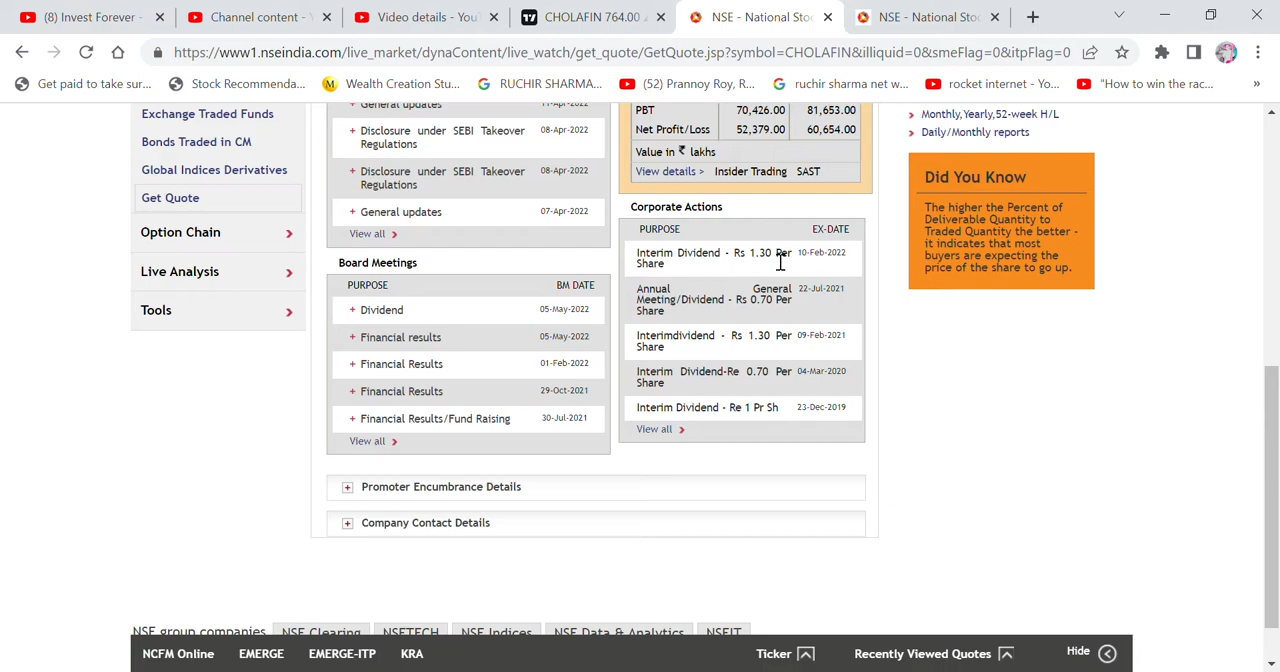 (8) Invest Forever -
Channel content -
Video details - You
CHOLAFIN 764.00
NSE - National Stoc
NSE - National Stoc
https://www1.nseindia.com/live_market/dynaContent/live_watch/get_quote/GetQuote.jsp?symbol=CHOLAFIN&illiquid=0&smeFlag=0&itpFlag=0
Get paid to take sur...
Stock Recommenda...
Wealth Creation Stu...
RUCHIR SHARMA...
(52) Prannoy Roy, R...
ruchir sharma net w...
rocket internet - Yo...
"How to win the rac...
»
Exchange Traded Funds
Bonds Traded in CM
Global Indices Derivatives
Get Quote
Option Chain
Live Analysis
Tools
General updates 11-Apr-2022
Disclosure under SEBI Takeover 08-Apr-2022
Regulations
Disclosure under SEBI Takeover 08-Apr-2022
Regulations
General updates 07-Apr-2022
View all
Board Meetings
PURPOSE BM DATE
Dividend 05-May-2022
Financial results 05-May-2022
Financial Results 01-Feb-2022
Financial Results 29-Oct-2021
Financial Results/Fund Raising 30-Jul-2021
View all
PBT 70,426.00 81,653.00
Net Profit/Loss 52,379.00 60,654.00
Value in ₹ lakhs
View details > Insider Trading SAST
Corporate Actions
PURPOSE EX-DATE
Interim Dividend - Rs 1.30 Per 10-Feb-2022
Share
Annual General 22-Jul-2021
Meeting/Dividend - Rs 0.70 Per
Share
Interimdividend - Rs 1.30 Per 09-Feb-2021
Share
Interim Dividend-Re 0.70 Per 04-Mar-2020
Share
Interim Dividend - Re 1 Pr Sh 23-Dec-2019
View all
Promoter Encumbrance Details
Company Contact Details
Monthly,Yearly,52-week H/L
Daily/Monthly reports
Did You Know
The higher the Percent of
Deliverable Quantity to
Traded Quantity the better -
it indicates that most
buyers are expecting the
price of the share to go up.
NSE group companies NSE Clearing NSETECH NSE Indices NSE Data & Analytics NSEIT
NCFM Online EMERGE EMERGE-ITP KRA Ticker Recently Viewed Quotes Hide